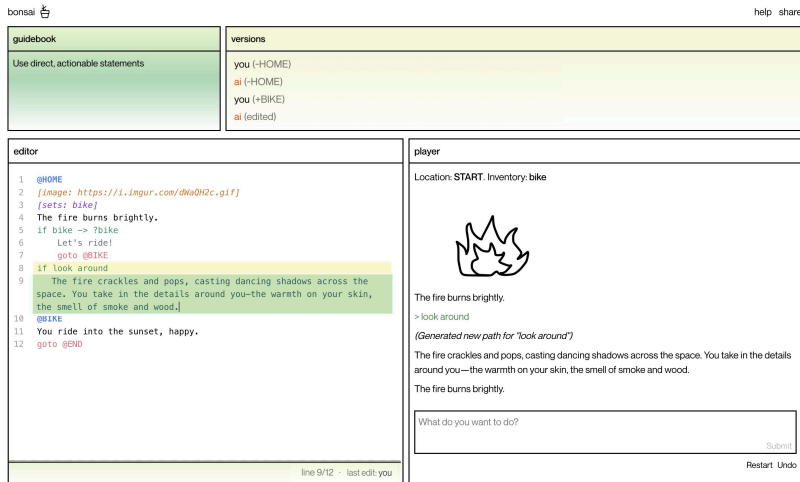 bonsai
help share
guidebook
Use direct, actionable statements
versions
you (-HOME)
ai (-HOME)
you (+BIKE)
ai (edited)
editor
1 @HOME
2 [image: https://i.imgur.com/dWaQH2c.gif]
3 [sets: bike]
4 The fire burns brightly.
5 if bike -> ?bike
6 Let's ride!
7 goto @BIKE
8 if look around
9 The fire crackles and pops, casting dancing shadows across the
space. You take in the details around you—the warmth on your skin,
the smell of smoke and wood.
10 @BIKE
11 You ride into the sunset, happy.
12 goto @END
line 9/12 · last edit: you
player
Location: START. Inventory: bike
The fire burns brightly.
> look around
(Generated new path for "look around")
The fire crackles and pops, casting dancing shadows across the space. You take in the details
around you—the warmth on your skin, the smell of smoke and wood.
The fire burns brightly.
What do you want to do?
Submit
Restart Undo